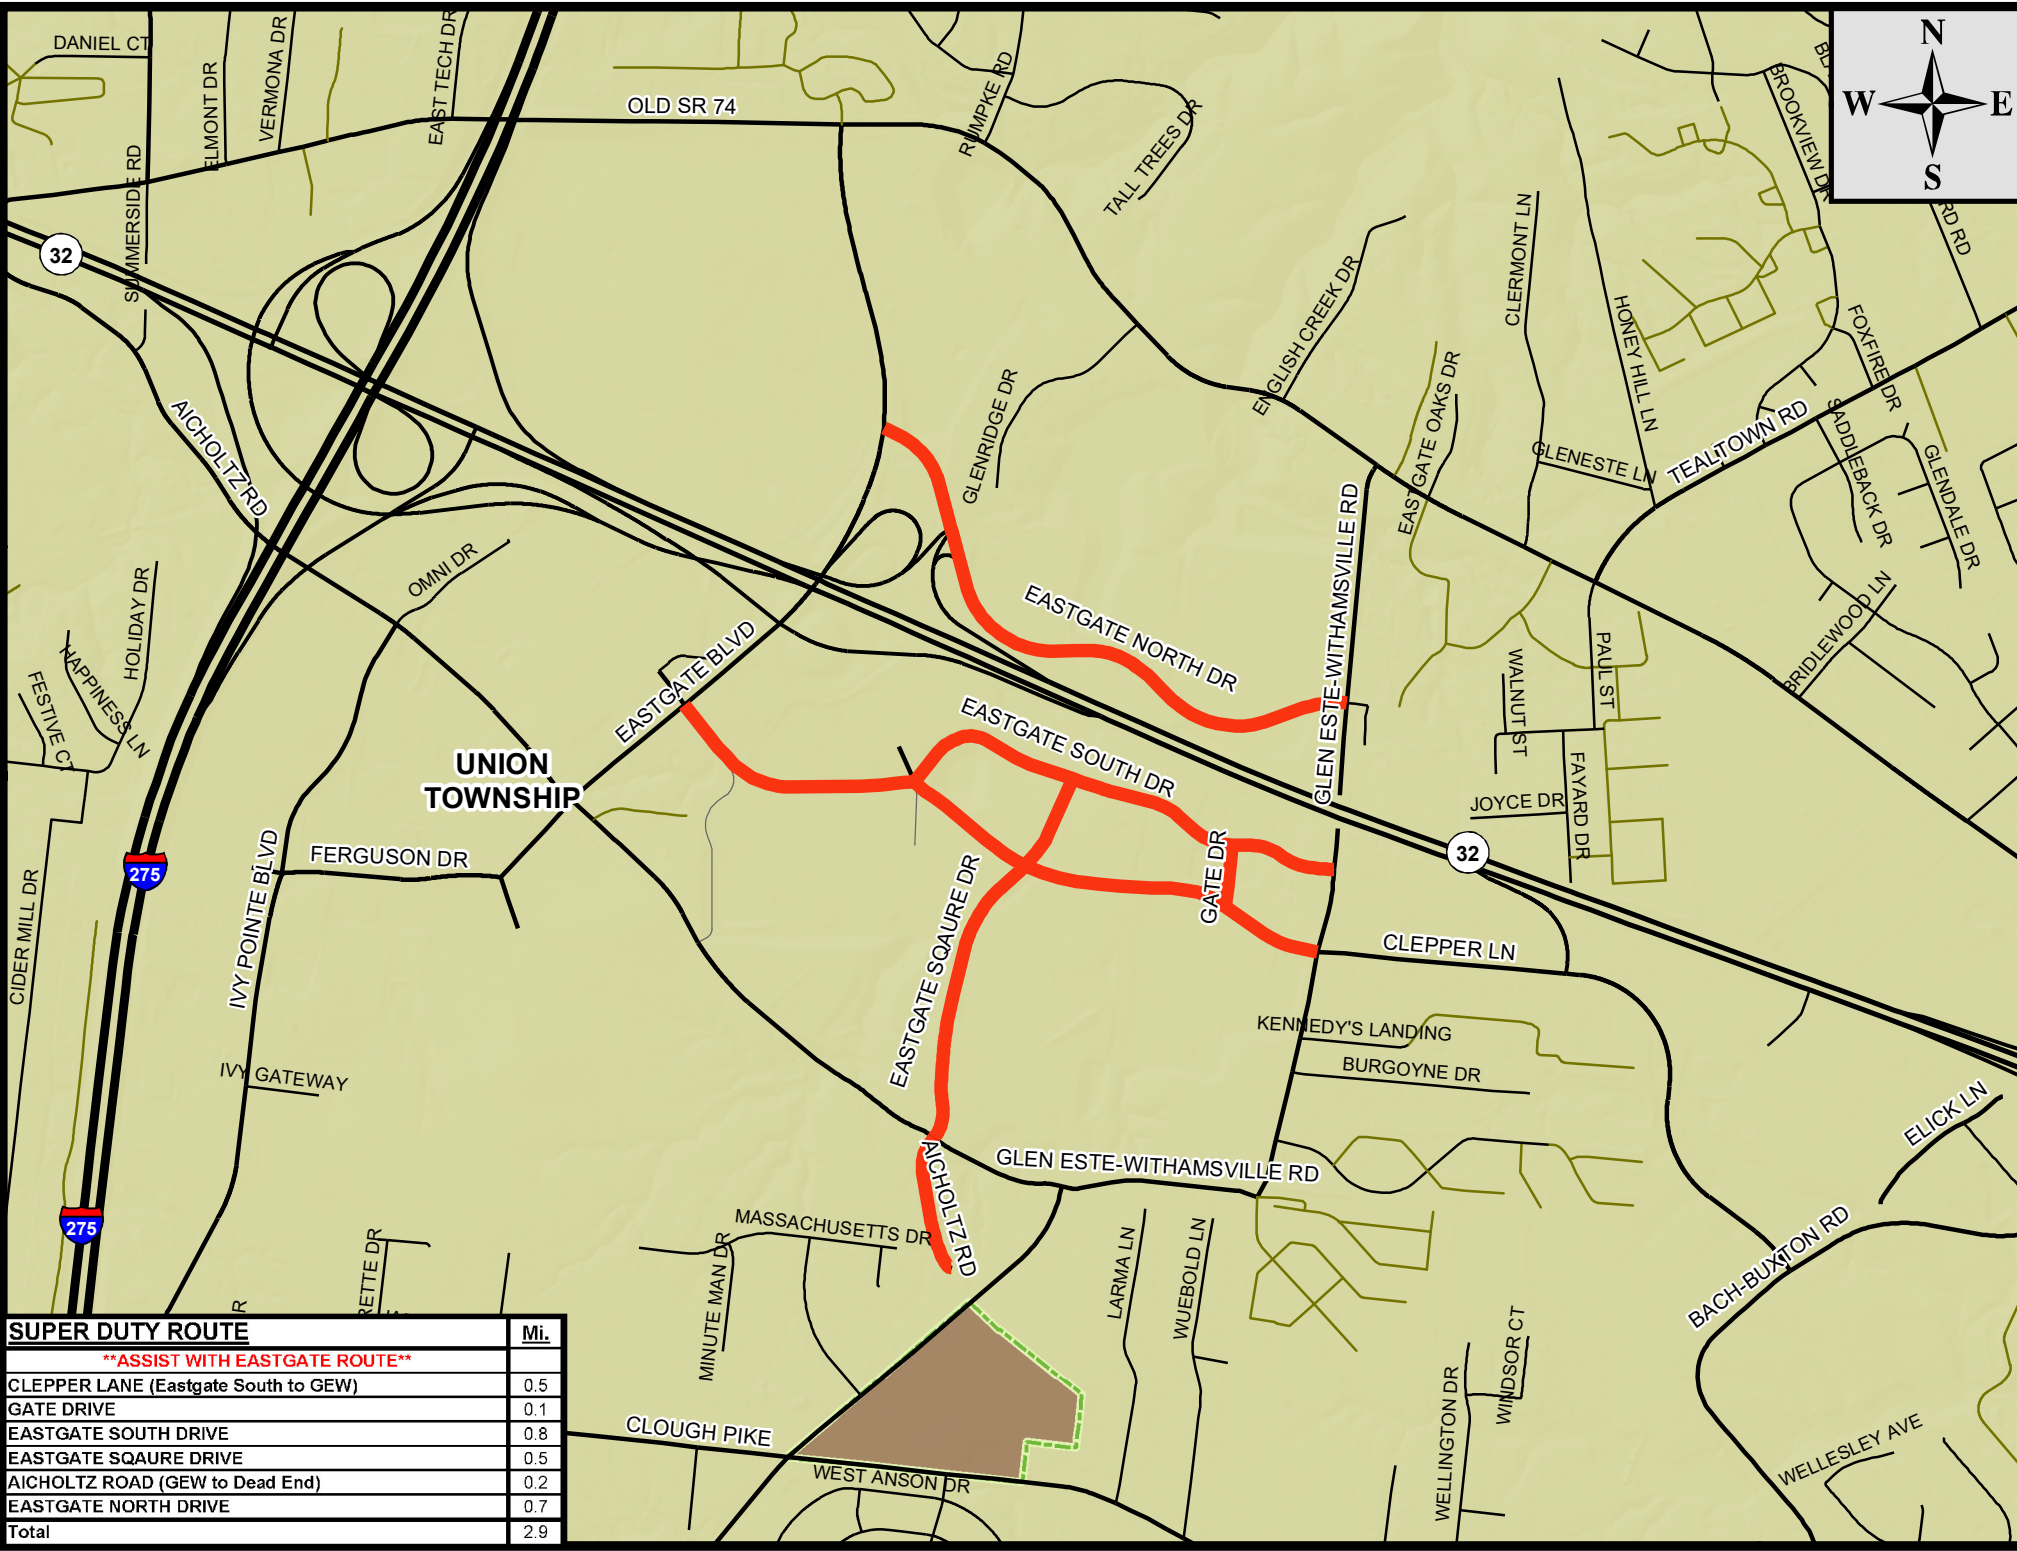 DANIEL CT
ELMONT DR
VERMONA DR
EAST TECH DR
OLD SR 74
RUMPKE RD
TALL TREES DR
BROOKVIEW DR
N
W
E
S
RD RD
SUMMERSIDE RD
32
CLERMONT LN
HONEY HILL LN
ENGLISH CREEK DR
FOXFIRE DR
EASTGATE OAKS DR
GLENRIDGE DR
AICHOLTZ RD
GLENESTE LN
TEALTOWN RD
SADDLEBACK DR
GLENDALE DR
OMNI DR
HOLIDAY DR
HAPPINESS LN
FESTIVE CT
EASTGATE BLVD
EASTGATE NORTH DR
GLEN ESTE-WITHAMSVILLE RD
WALNUT ST
PAUL ST
BRIDLEWOOD LN
EASTGATE SOUTH DR
UNION
TOWNSHIP
JOYCE DR
FAYARD DR
32
275
FERGUSON DR
IVY POINTE BLVD
CIDER MILL DR
GATE DR
EASTGATE SQAURE DR
CLEPPER LN
KENNEDY'S LANDING
BURGOYNE DR
IVY GATEWAY
ELICK LN
GLEN ESTE-WITHAMSVILLE RD
AICHOLTZ RD
275
MASSACHUSETTS DR
MINUTE MAN DR
RETTE DR
R
LARMA LN
WUEBOLD LN
BACH-BUXTON RD
WINDSOR CT
WELLINGTON DR
WELLESLEY AVE
CLOUGH PIKE
WEST ANSON DR
SUPER DUTY ROUTE Mi.
**ASSIST WITH EASTGATE ROUTE**
CLEPPER LANE (Eastgate South to GEW) 0.5
GATE DRIVE 0.1
EASTGATE SOUTH DRIVE 0.8
EASTGATE SQAURE DRIVE 0.5
AICHOLTZ ROAD (GEW to Dead End) 0.2
EASTGATE NORTH DRIVE 0.7
Total 2.9